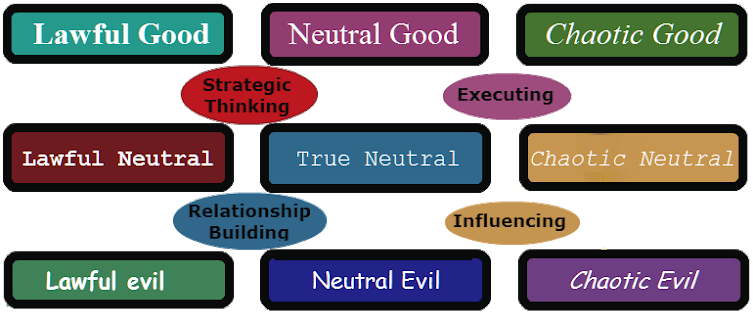 Lawful Good
Neutral Good
Chaotic Good
Strategic
Thinking
Executing
Lawful Neutral
True Neutral
Chaotic Neutral
Relationship
Building
Influencing
Lawful evil
Neutral Evil
Chaotic Evil